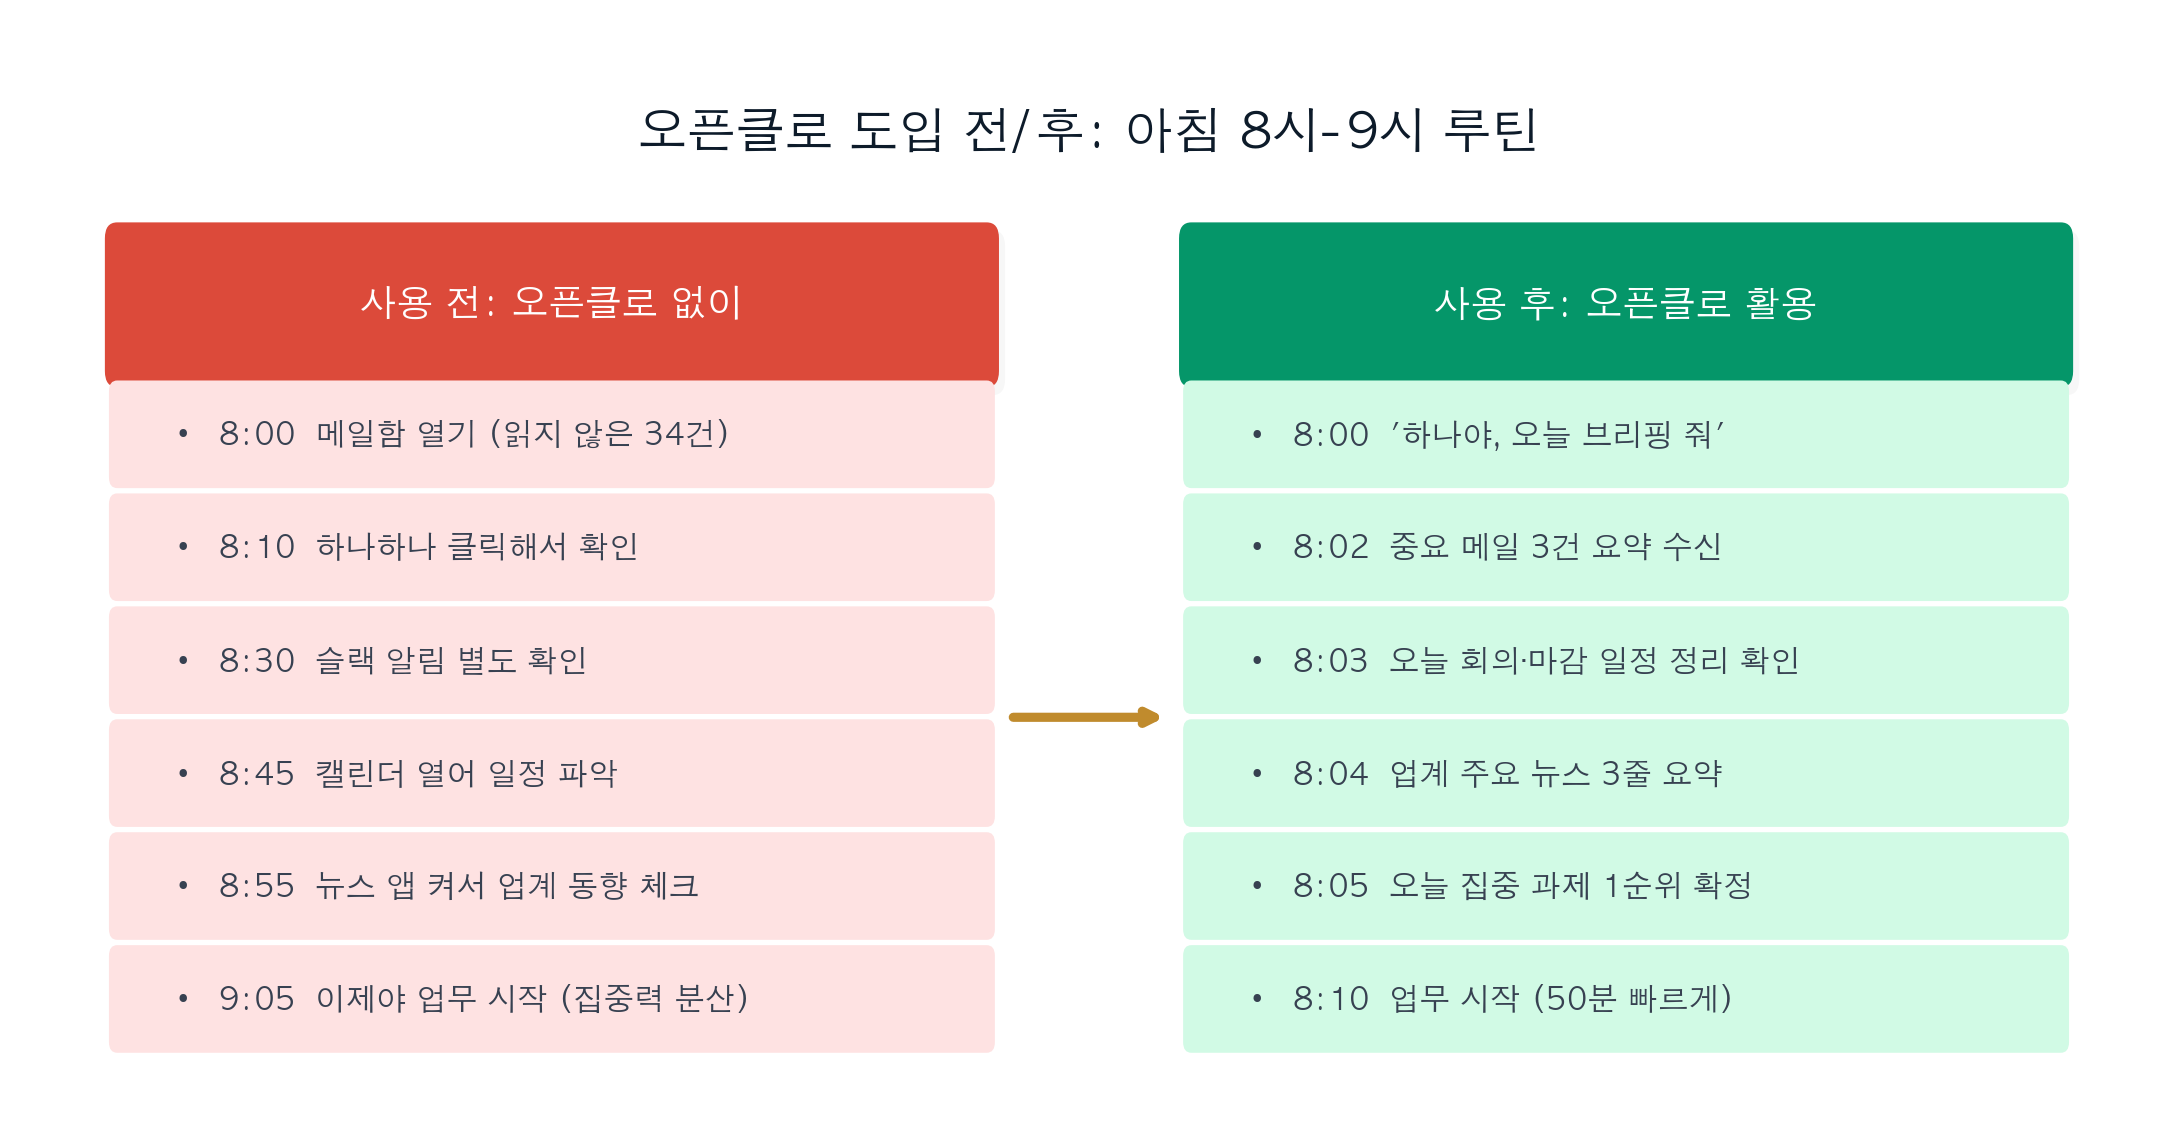 오픈클로 도입 전/후: 아침 8시-9시 루틴
사용 전: 오픈클로 없이
• 8:00 메일함 열기 (읽지 않은 34건)
• 8:10 하나하나 클릭해서 확인
• 8:30 슬랙 알림 별도 확인
• 8:45 캘린더 열어 일정 파악
• 8:55 뉴스 앱 켜서 업계 동향 체크
• 9:05 이제야 업무 시작 (집중력 분산)
사용 후: 오픈클로 활용
• 8:00 '하나야, 오늘 브리핑 줘'
• 8:02 중요 메일 3건 요약 수신
• 8:03 오늘 회의·마감 일정 정리 확인
• 8:04 업계 주요 뉴스 3줄 요약
• 8:05 오늘 집중 과제 1순위 확정
• 8:10 업무 시작 (50분 빠르게)